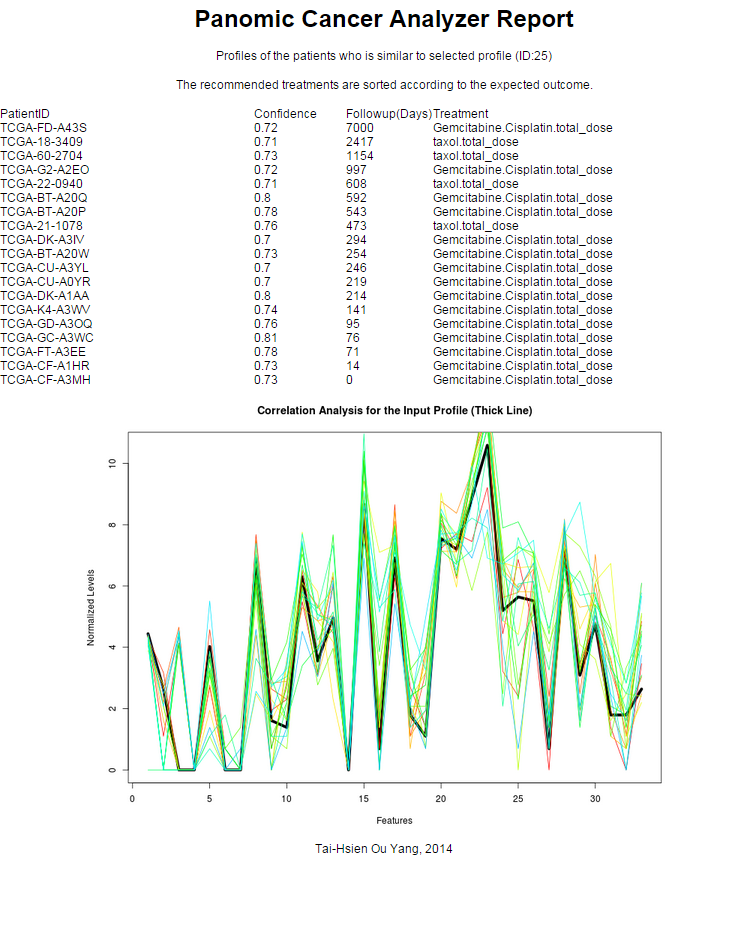 Panomic Cancer Analyzer Report
Profiles of the patients who is similar to selected profile (ID:25)
The recommended treatments are sorted according to the expected outcome.
PatientID Confidence Followup(Days) Treatment
TCGA-FD-A43S 0.72 7000 Gemcitabine.Cisplatin.total_dose
TCGA-18-3409 0.71 2417 taxol.total_dose
TCGA-60-2704 0.73 1154 taxol.total_dose
TCGA-G2-A2EO 0.72 997 Gemcitabine.Cisplatin.total_dose
TCGA-22-0940 0.71 608 taxol.total_dose
TCGA-BT-A20Q 0.8 592 Gemcitabine.Cisplatin.total_dose
TCGA-BT-A20P 0.78 543 Gemcitabine.Cisplatin.total_dose
TCGA-21-1078 0.76 473 taxol.total_dose
TCGA-DK-A3IV 0.7 294 Gemcitabine.Cisplatin.total_dose
TCGA-BT-A20W 0.73 254 Gemcitabine.Cisplatin.total_dose
TCGA-CU-A3YL 0.7 246 Gemcitabine.Cisplatin.total_dose
TCGA-CU-A0YR 0.7 219 Gemcitabine.Cisplatin.total_dose
TCGA-DK-A1AA 0.8 214 Gemcitabine.Cisplatin.total_dose
TCGA-K4-A3WV 0.74 141 Gemcitabine.Cisplatin.total_dose
TCGA-GD-A3OQ 0.76 95 Gemcitabine.Cisplatin.total_dose
TCGA-GC-A3WC 0.81 76 Gemcitabine.Cisplatin.total_dose
TCGA-FT-A3EE 0.78 71 Gemcitabine.Cisplatin.total_dose
TCGA-CF-A1HR 0.73 14 Gemcitabine.Cisplatin.total_dose
TCGA-CF-A3MH 0.73 0 Gemcitabine.Cisplatin.total_dose
Correlation Analysis for the Input Profile (Thick Line)
10
8
6
4
2
0
Normalized Levels
0 5 10 15 20 25 30
Features
Tai-Hsien Ou Yang, 2014